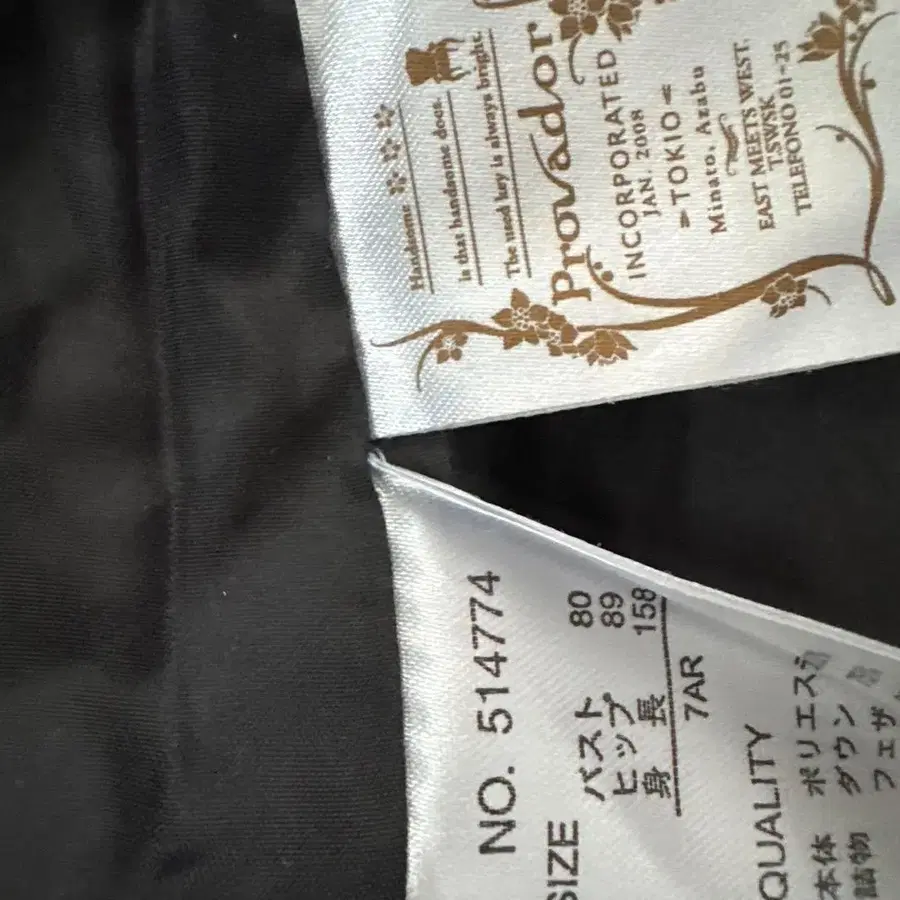 Handsome
is that handsome does.
The used key is always bright.
Provador
INCORPORATED
JAN. 2008
TOKIO
Minato, Azabu
EAST MEETS WEST.
T.SWSK
TELEFONO 01-25
NO. 514774
SIZE
バスト 80
ヒップ 89
身長 158
7AR
QUALITY
本体 ポリエステ
詰物 ダウン
フェザ